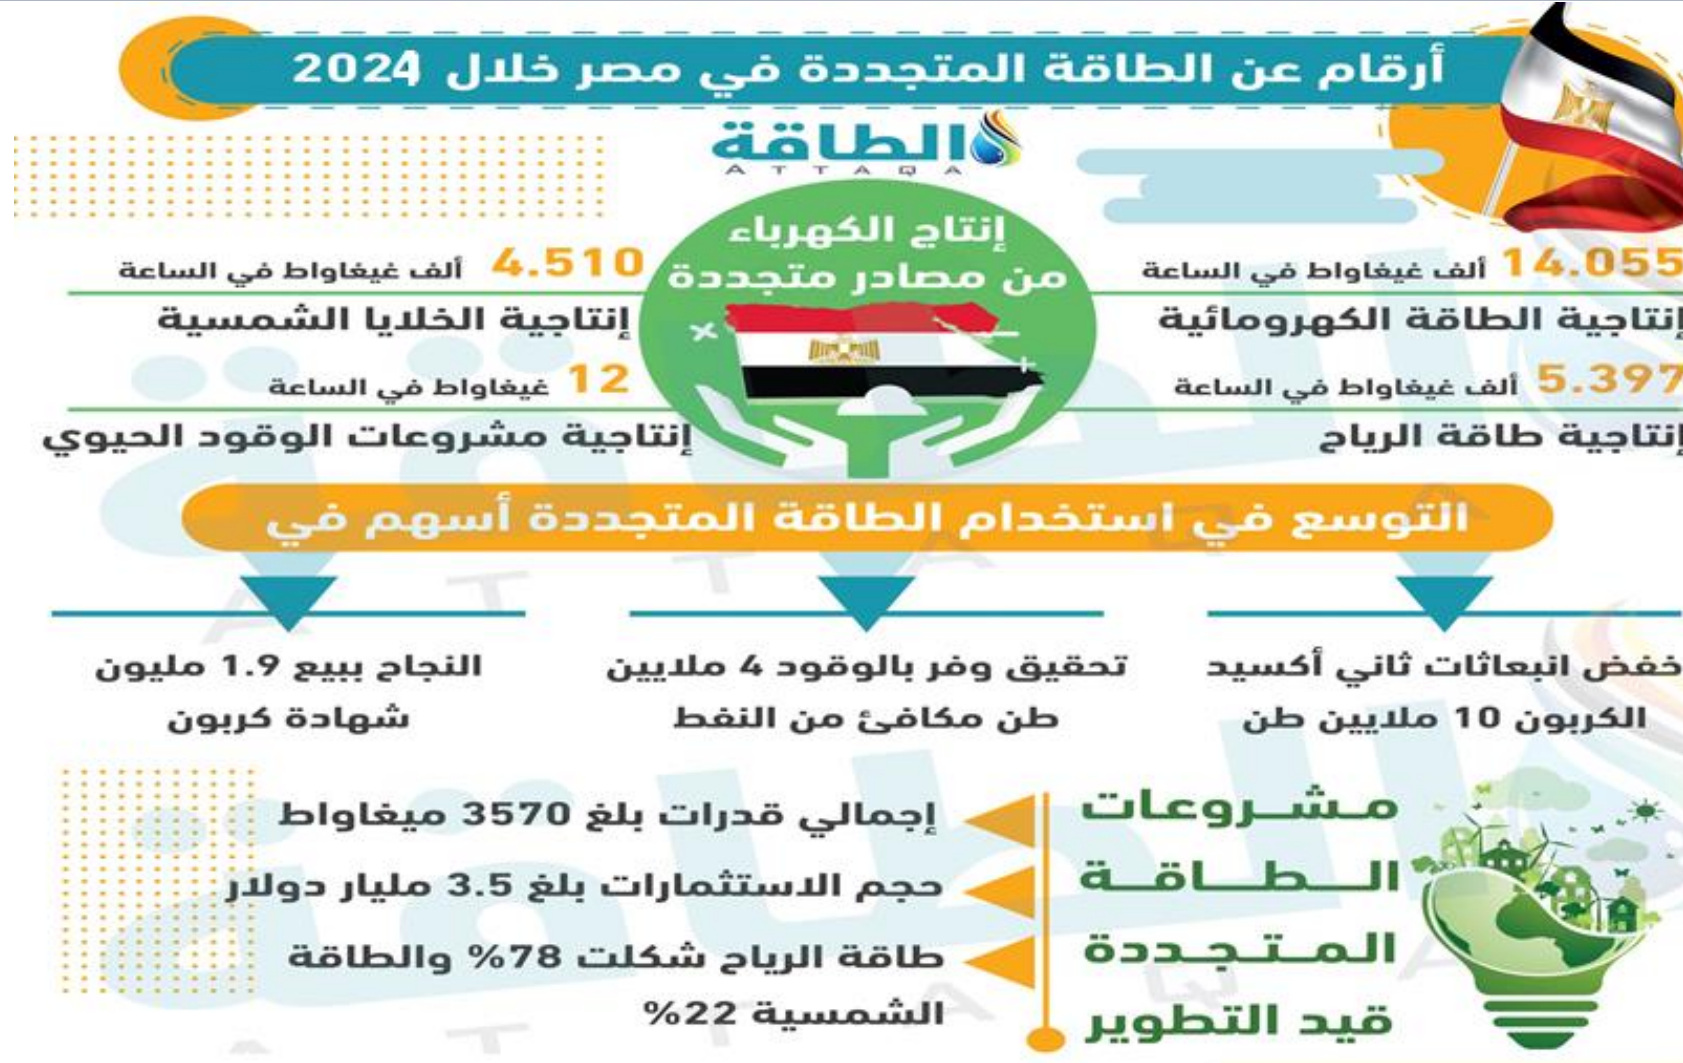 أرقام عن الطاقة المتجددة في مصر خلال 2024
الطاقة
ATTAQA
إنتاج الكهرباء
من مصادر متجددة
14.055 ألف غيغاواط في الساعة
إنتاجية الطاقة الكهرومائية
5.397 ألف غيغاواط في الساعة
إنتاجية طاقة الرياح
4.510 ألف غيغاواط في الساعة
إنتاجية الخلايا الشمسية
12 غيغاواط في الساعة
إنتاجية مشروعات الوقود الحيوي
التوسع في استخدام الطاقة المتجددة أسهم في
خفض انبعاثات ثاني أكسيد
الكربون 10 ملايين طن
تحقيق وفر بالوقود 4 ملايين
طن مكافئ من النفط
النجاح ببيع 1.9 مليون
شهادة كربون
مشروعات
الطاقة
المتجددة
قيد التطوير
إجمالي قدرات بلغ 3570 ميغاواط
حجم الاستثمارات بلغ 3.5 مليار دولار
طاقة الرياح شكلت 78% والطاقة
الشمسية 22%